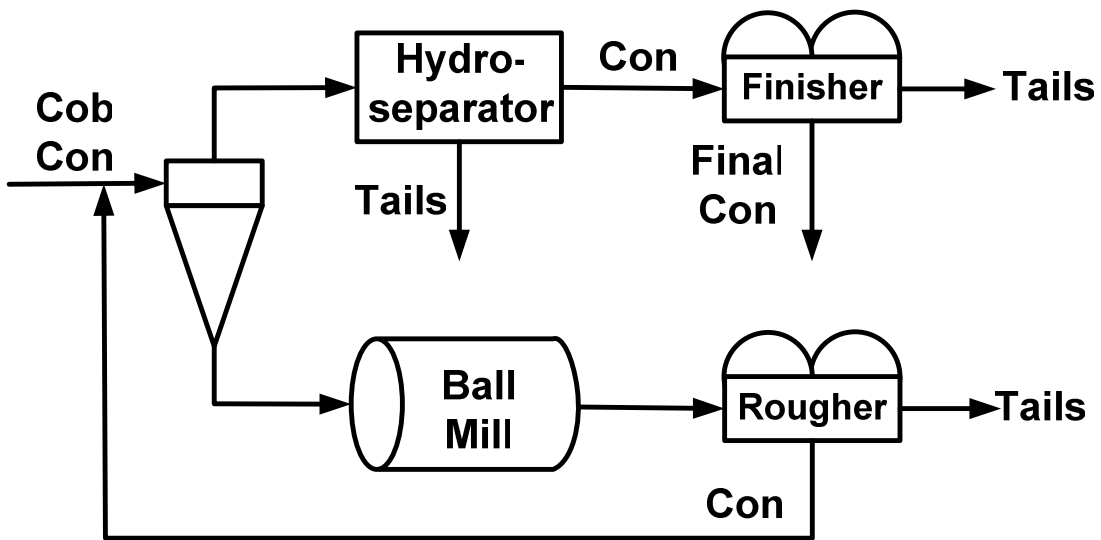 Cob
Con
Hydro-
separator
Con
Finisher
Tails
Tails
Final
Con
Ball
Mill
Rougher
Tails
Con